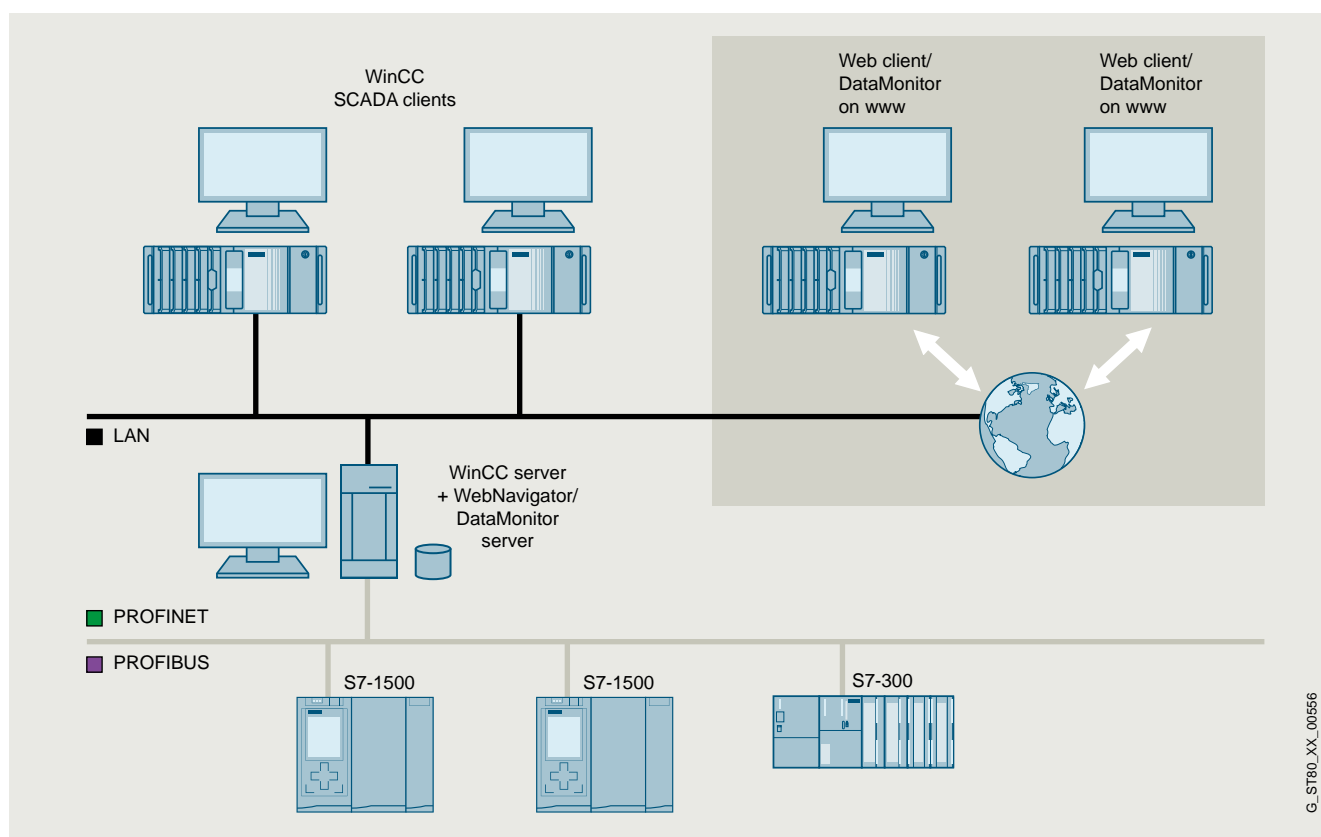 WinCC
SCADA clients
Web client/
DataMonitor
on www
Web client/
DataMonitor
on www
LAN
WinCC server
+ WebNavigator/
DataMonitor
server
PROFINET
PROFIBUS
S7-1500
S7-1500
S7-300
G_ST80_XX_00556